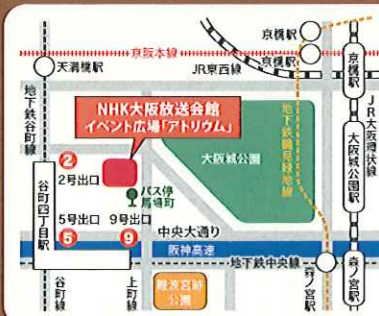 京橋駅
京阪本線
京橋駅
天満橋駅
JR東西線
京橋駅
地下鉄谷町線
NHK大阪放送会館
イベント広場「アトリウム」
大阪城公園
地下鉄鶴見緑地線
大阪城公園駅
JR大阪環状線
2
2号出口
バス停
馬場町
谷町四丁目駅
5号出口
9号出口
中央大通り
5
9
阪神高速
地下鉄中央線
谷町線
上町線
難波宮跡
公園
森ノ宮駅
森ノ宮駅